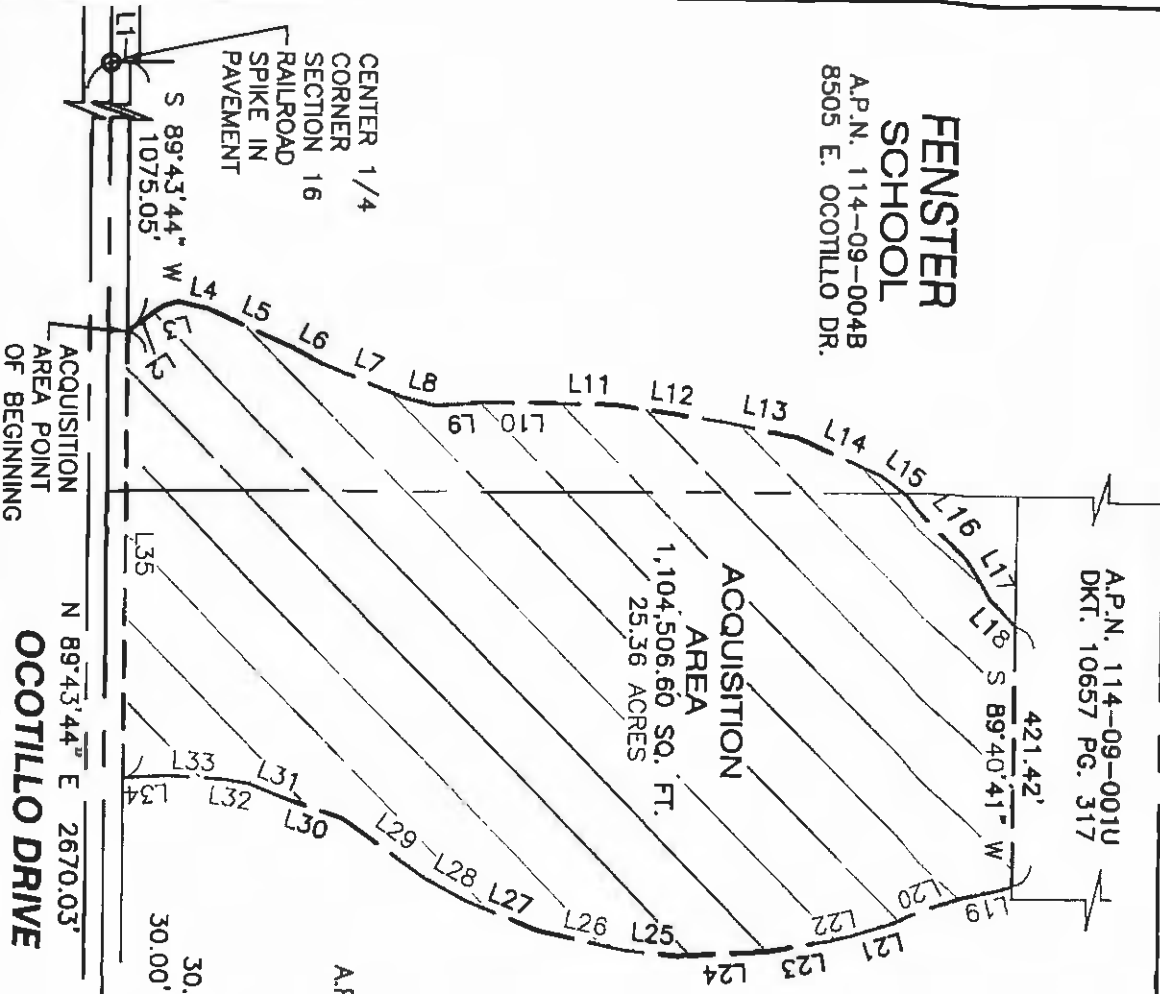 FENSTER
SCHOOL
A.P.N. 114-09-004B
8505 E. OCOTILLO DR.
A.P.N. 114-09-001U
DKT. 10657 PG. 317
421.42'
S 89°40'41" W
CENTER 1/4
CORNER
SECTION 16
RAILROAD
SPIKE IN
PAVEMENT
L1
S 89°43'44" W
1075.05'
ACQUISITION
AREA POINT
OF BEGINNING
ACQUISITION
AREA
1,104,506.60 SQ. FT.
25.36 ACRES
L2
L3
L4
L5
L6
L7
L8
L9
L10
L11
L12
L13
L14
L15
L16
L17
L18
L19
L20
L21
L22
L23
L24
L25
L26
L27
L28
L29
L30
L31
L32
L33
L34
L35
N 89°43'44" E 2670.03'
OCOTILLO DRIVE
30.00'
30.
A.P